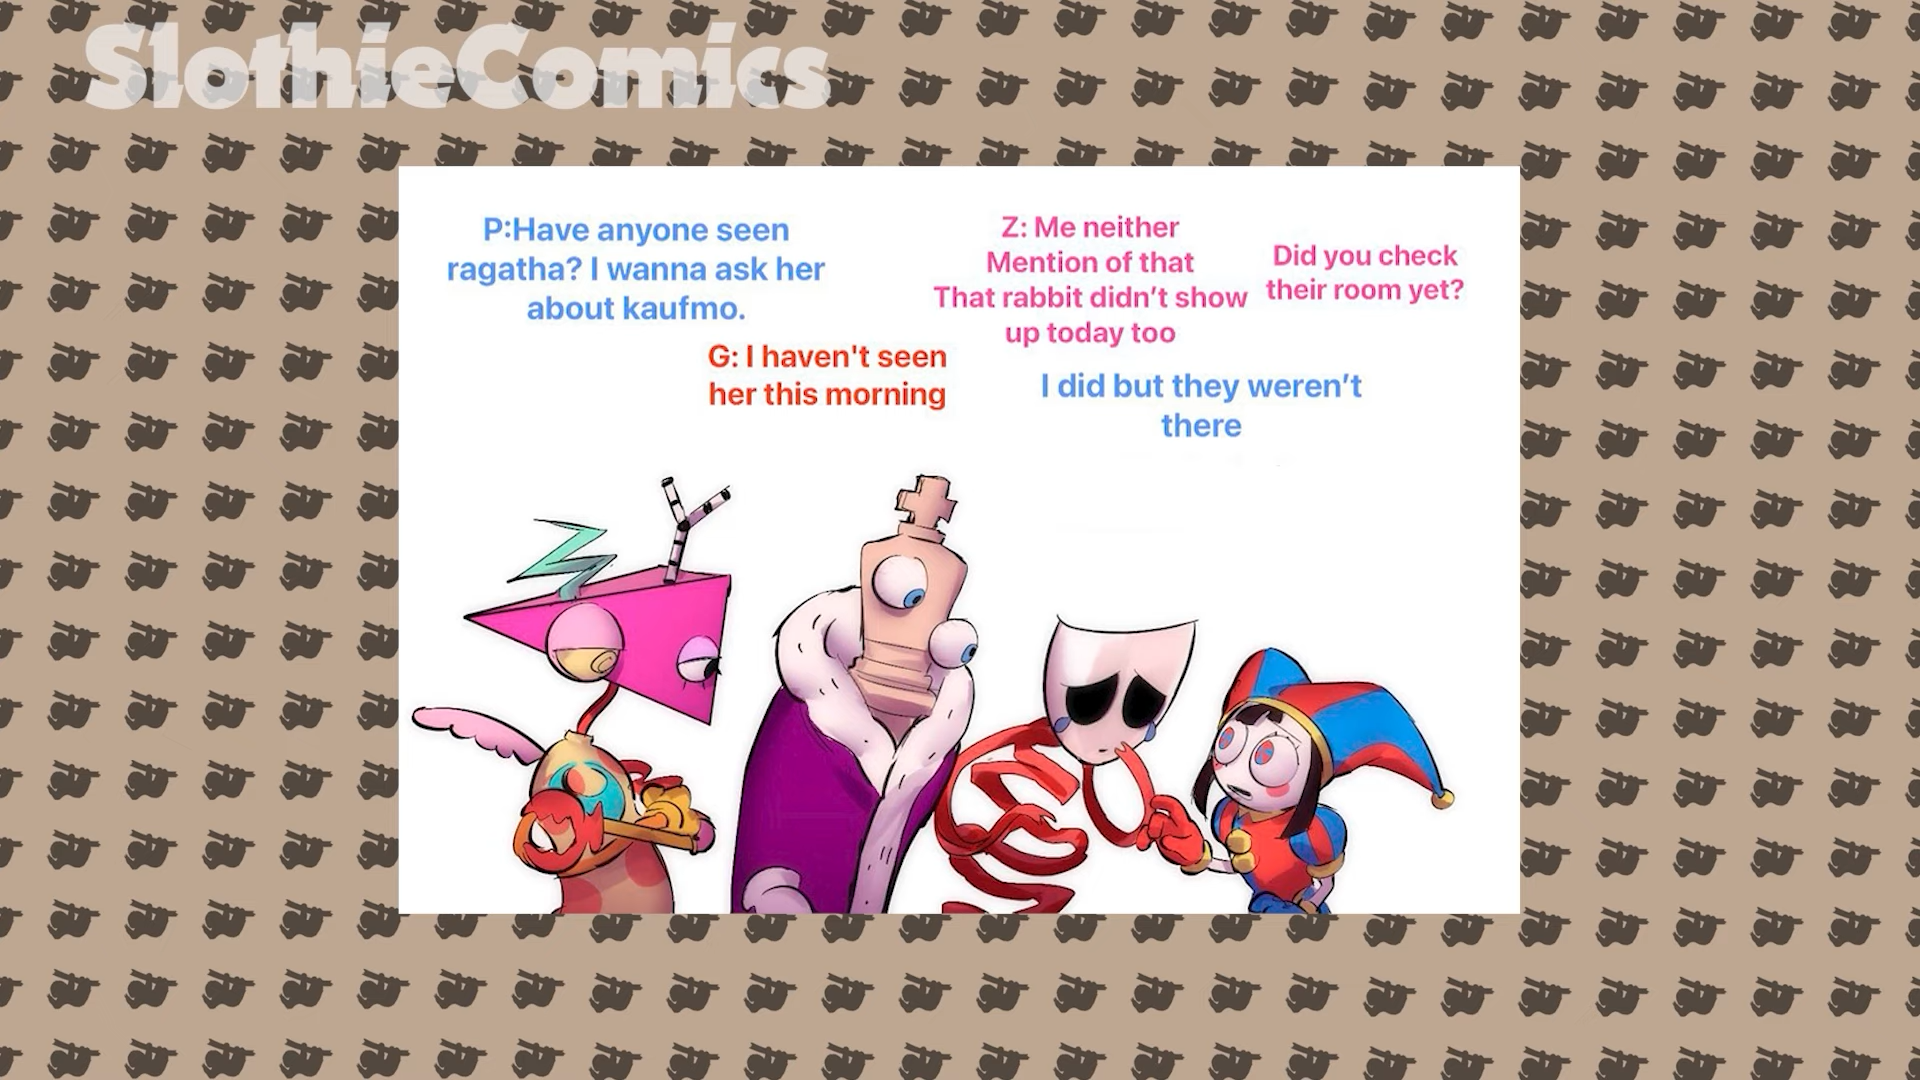 SlothieComics
P:Have anyone seen
ragatha? I wanna ask her
about kaufmo.
G: I haven't seen
her this morning
Z: Me neither
Mention of that
That rabbit didn’t show
up today too
Did you check
their room yet?
I did but they weren’t
there